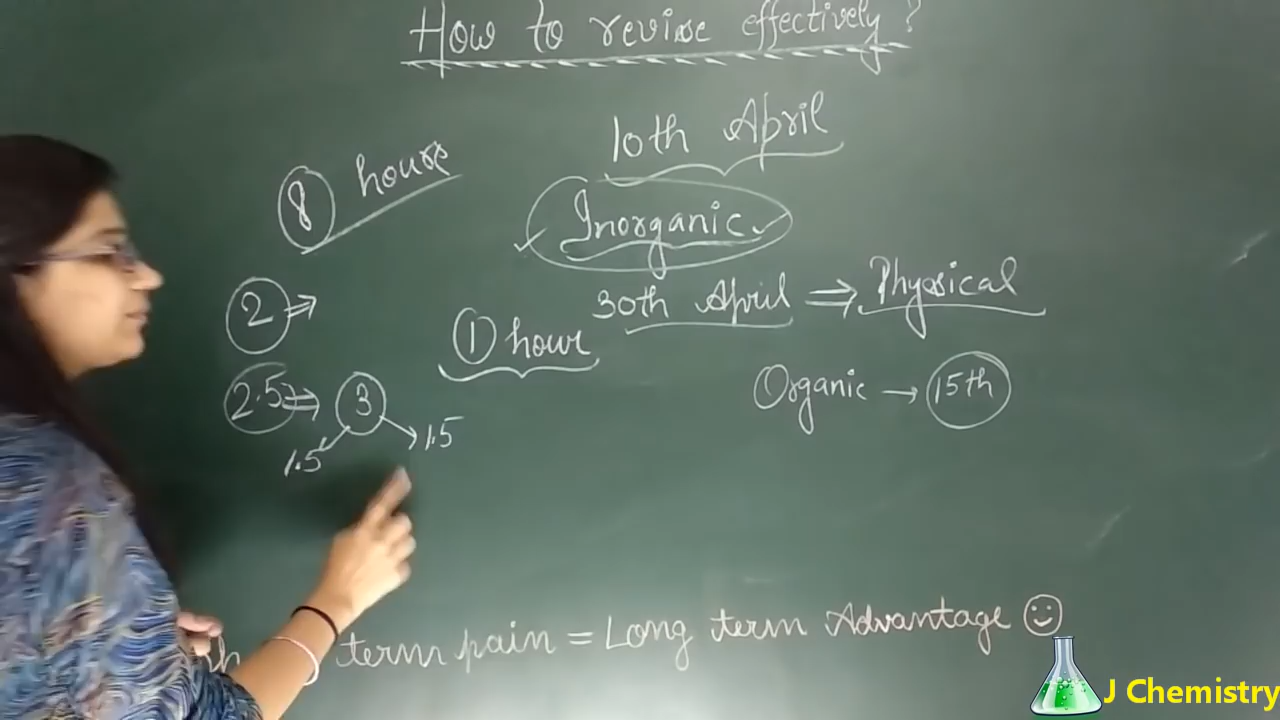 How to revise effectively?
10th April
8 hours
Inorganic
2 ⇒
30th April ⇒ Physical
1 hour
2.5 ⇒ 3
Organic → 15th
1.5 1.5
term pain = Long term Advantage ☺
J Chemistry